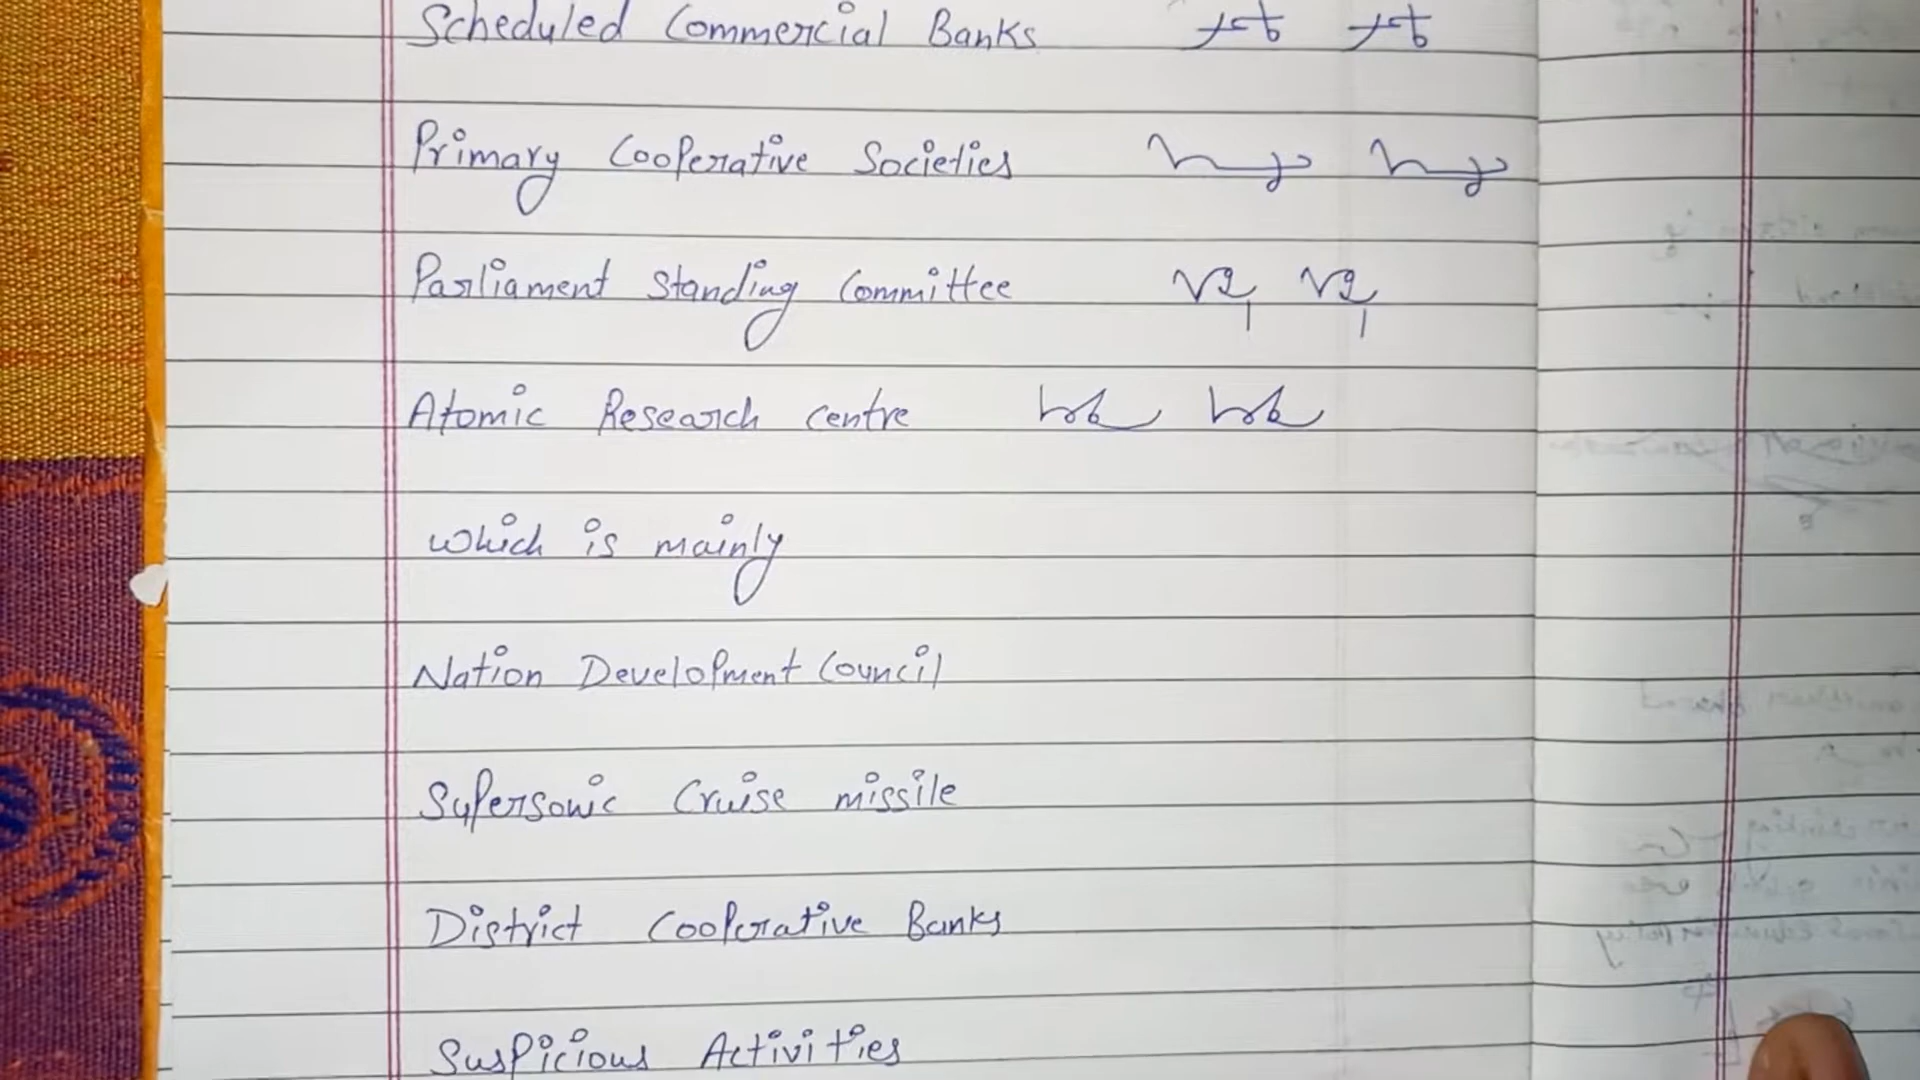 Scheduled Commercial Banks
Primary Cooperative Societies
Parliament Standing Committee
Atomic Research centre
which is mainly
Nation Development Council
Supersonic Cruise missile
District Cooperative Banks
Suspicious Activities